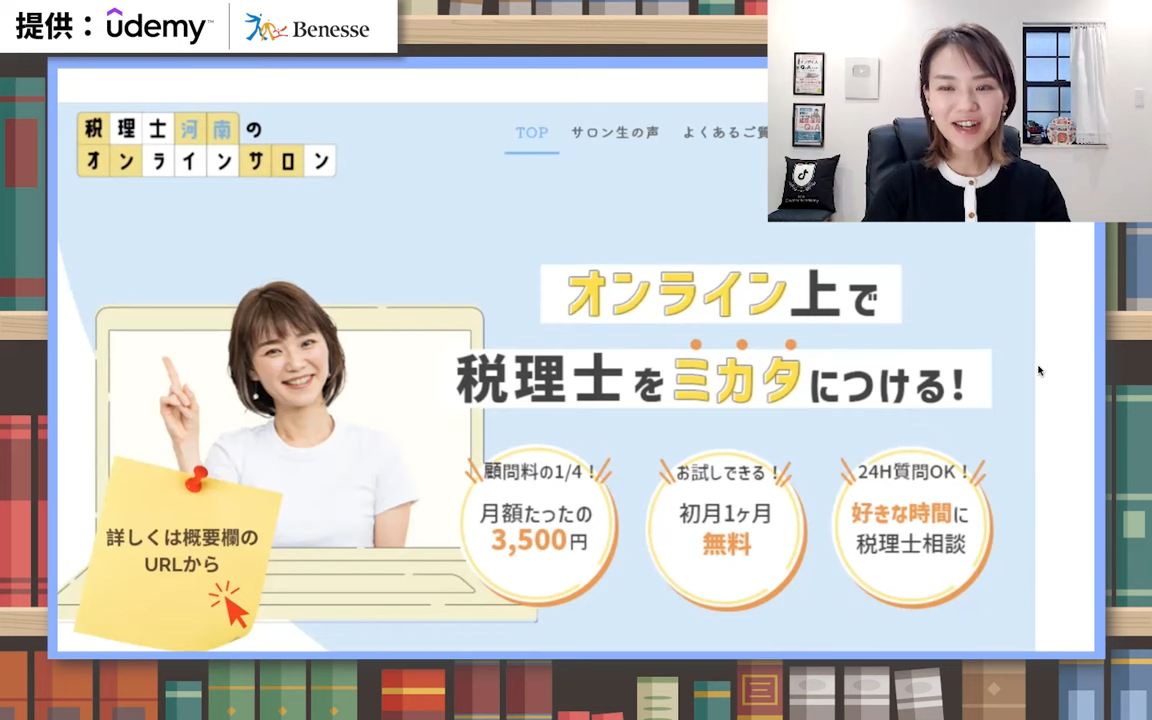 提供：udemy
Benesse
税理士河南の
オンラインサロン
TOP サロン生の声 よくあるご質
オンライン上で
税理士をミカタにつける!
顧問料の1/4！
月額たったの
3,500円
お試しできる！
初月1ヶ月
無料
24H質問OK！
好きな時間に
税理士相談
詳しくは概要欄の
URLから